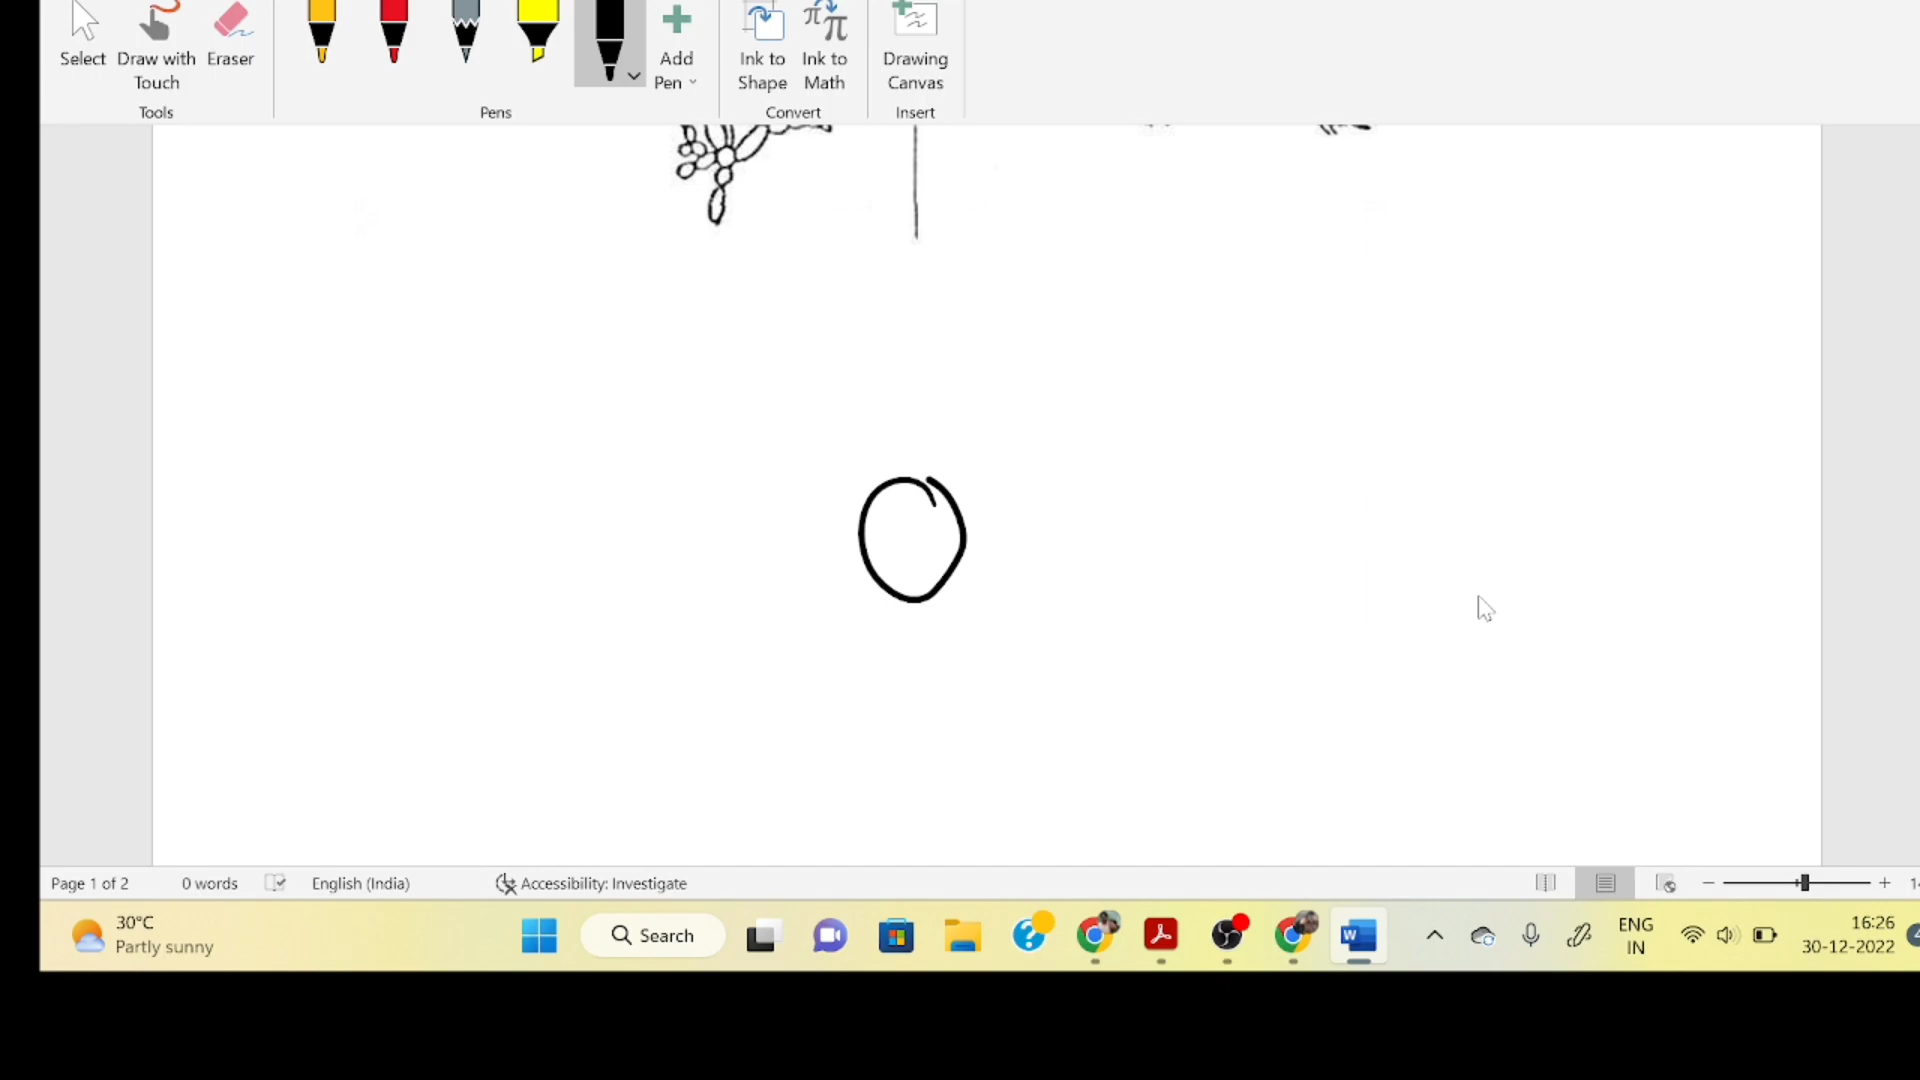 Select
Draw with
Touch
Eraser
Tools
Pens
Add
Pen
Ink to
Shape
Ink to
Math
Convert
Drawing
Canvas
Insert
Page 1 of 2
0 words
English (India)
Accessibility: Investigate
30°C
Partly sunny
Search
ENG
IN
16:26
30-12-2022